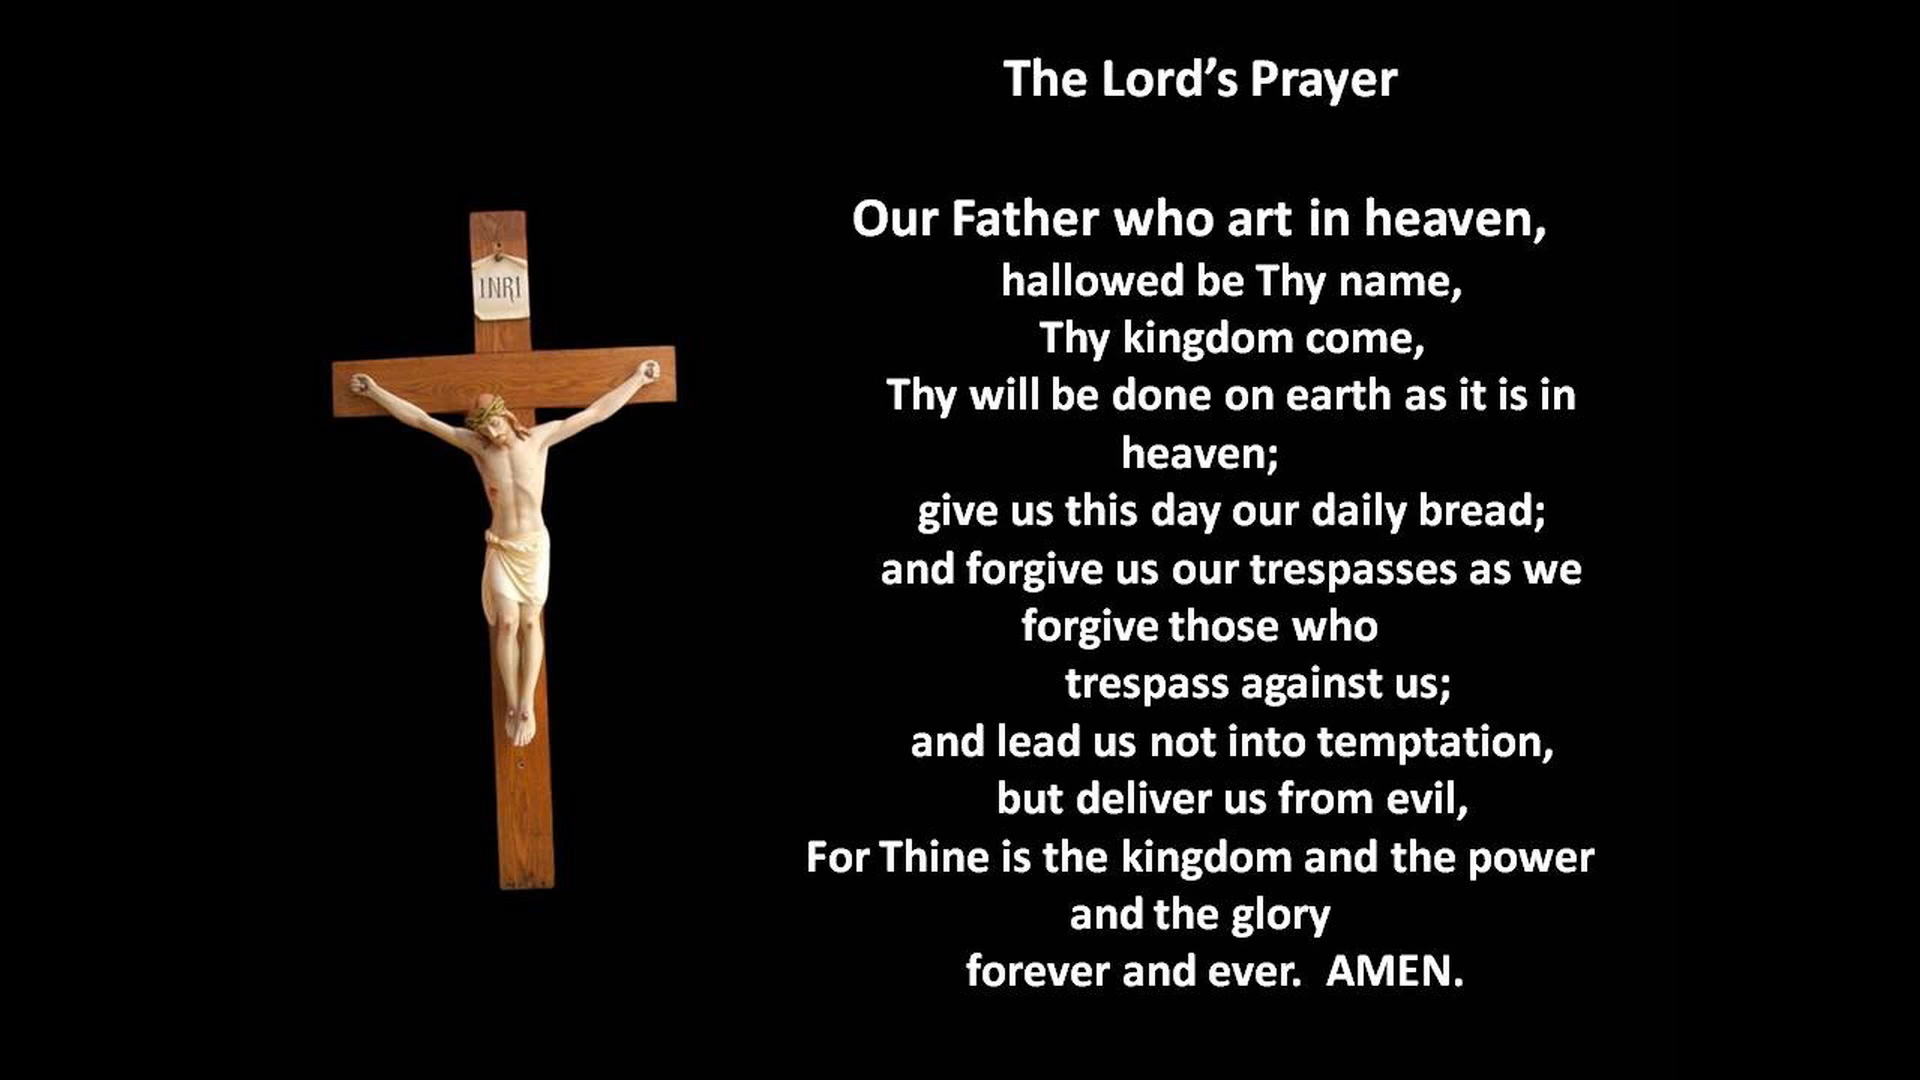 The Lord’s Prayer
INRI
Our Father who art in heaven,
hallowed be Thy name,
Thy kingdom come,
Thy will be done on earth as it is in
heaven;
give us this day our daily bread;
and forgive us our trespasses as we
forgive those who
trespass against us;
and lead us not into temptation,
but deliver us from evil,
For Thine is the kingdom and the power
and the glory
forever and ever.  AMEN.